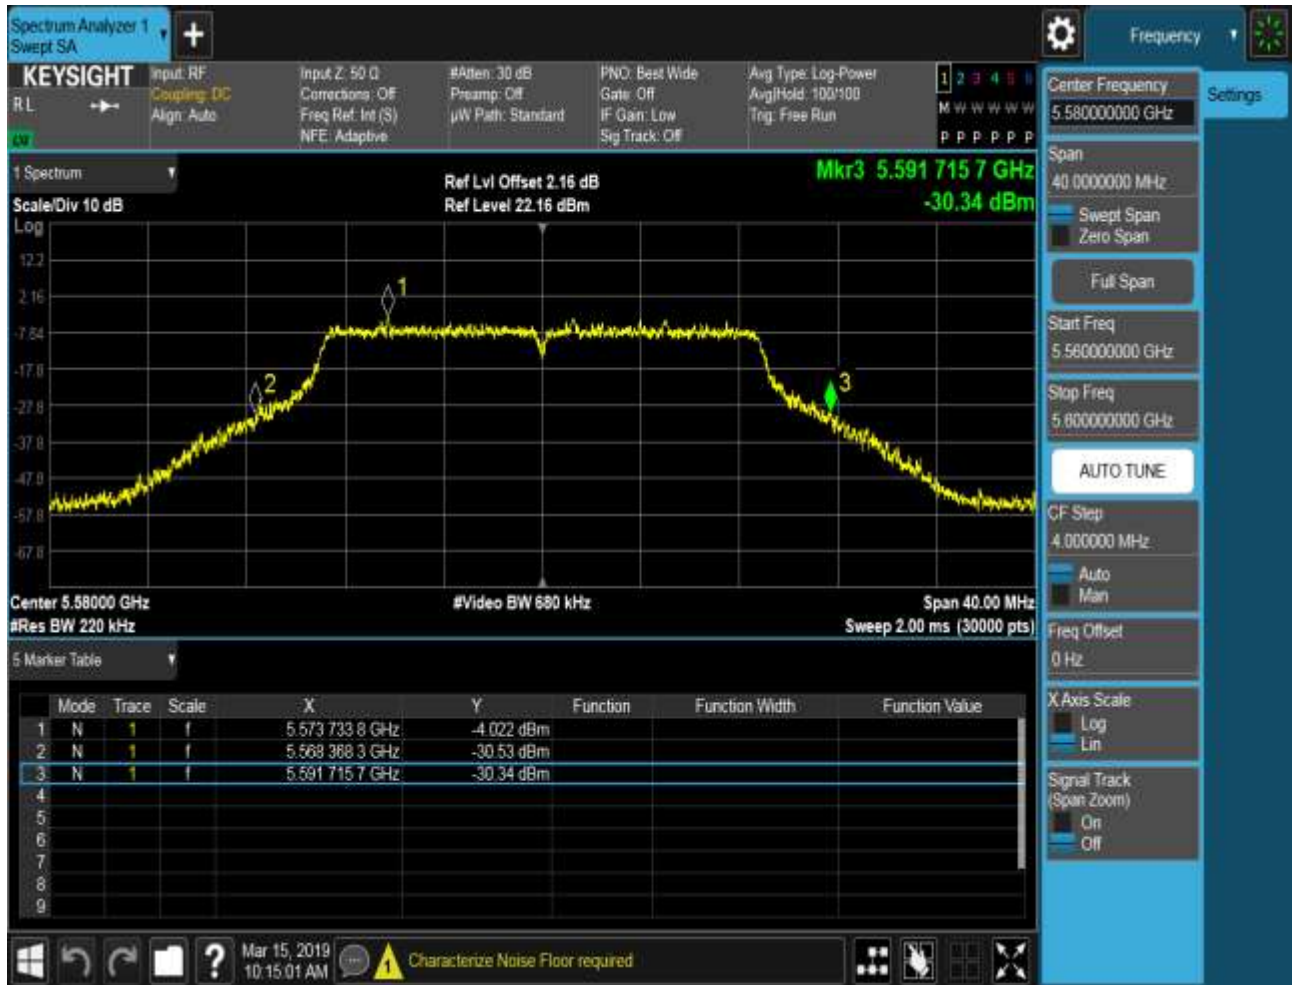 Spectrum Analyzer 1
Swept SA
+
Frequency
KEYSIGHT
RL
Input: RF
Coupling: DC
Align: Auto
Input Z: 50 Ω
Corrections: Off
Freq Ref: Int (S)
NFE: Adaptive
#Atten: 30 dB
Preamp: Off
µW Path: Standard
PNO: Best Wide
Gate: Off
IF Gain: Low
Sig Track: Off
Avg Type: Log-Power
Avg|Hold: 100/100
Trig: Free Run
1 2 3 4 5 6
M W W W W W
P P P P P P
1 Spectrum
Scale/Div 10 dB
Ref Lvl Offset 2.16 dB
Ref Level 22.16 dBm
Mkr3 5.591 715 7 GHz
-30.34 dBm
Log
12.2
2.16
-7.84
-17.8
-27.8
-37.8
-47.8
-57.8
-67.8
1
2
3
Center 5.58000 GHz
#Video BW 680 kHz
Span 40.00 MHz
#Res BW 220 kHz
Sweep 2.00 ms (30000 pts)
5 Marker Table
Mode Trace Scale X Y Function Function Width Function Value
1 N 1 f 5.573 733 8 GHz -4.022 dBm
2 N 1 f 5.568 368 3 GHz -30.53 dBm
3 N 1 f 5.591 715 7 GHz -30.34 dBm
4
5
6
7
8
9
Mar 15, 2019
10:15:01 AM
?
1
Characterize Noise Floor required
Center Frequency
5.580000000 GHz
Settings
Span
40.0000000 MHz
Swept Span
Zero Span
Full Span
Start Freq
5.560000000 GHz
Stop Freq
5.600000000 GHz
AUTO TUNE
CF Step
4.000000 MHz
Auto
Man
Freq Offset
0 Hz
X Axis Scale
Log
Lin
Signal Track
(Span Zoom)
On
Off